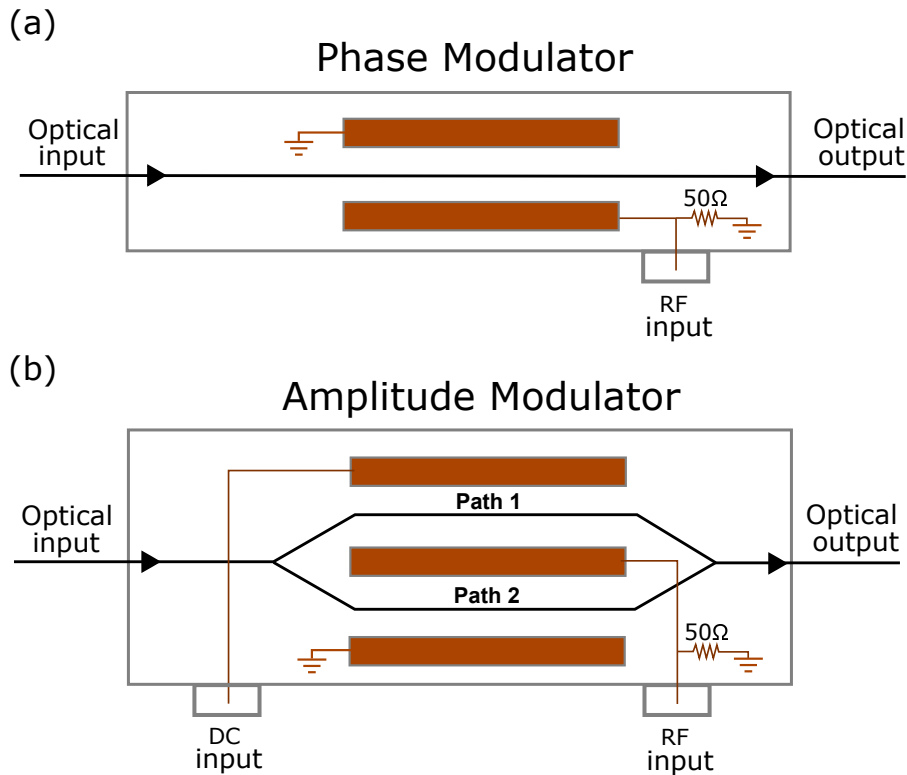 (a)
Phase Modulator
Optical
input
Optical
output
50Ω
RF
input
(b)
Amplitude Modulator
Optical
input
Path 1
Optical
output
Path 2
50Ω
DC
input
RF
input